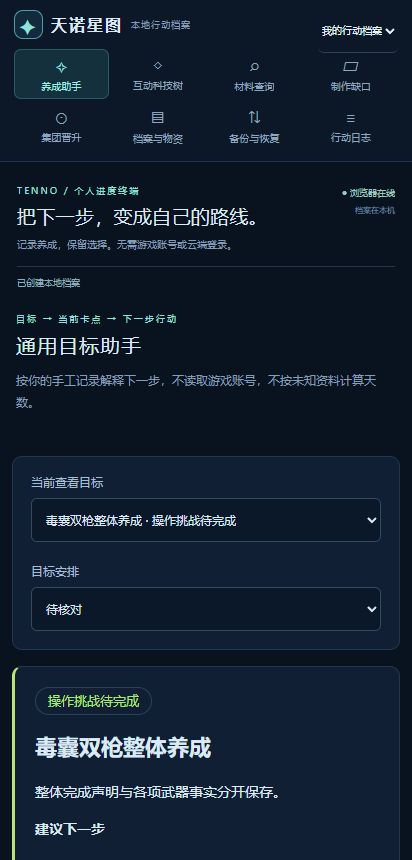 天诺星图 本地行动档案 我的行动档案
养成助手 互动科技树 材料查询 制作缺口
集团晋升 档案与物资 备份与恢复 行动日志
TENNO / 个人进度终端
浏览器在线
把下一步，变成自己的路线。
档案在本机
记录养成，保留选择。无需游戏账号或云端登录。
已创建本地档案
目标 → 当前卡点 → 下一步行动
通用目标助手
按你的手工记录解释下一步，不读取游戏账号，不按未知资料计算天
数。
当前查看目标
毒囊双枪整体养成 · 操作挑战待完成
目标安排
待核对
操作挑战待完成
毒囊双枪整体养成
整体完成声明与各项武器事实分开保存。
建议下一步